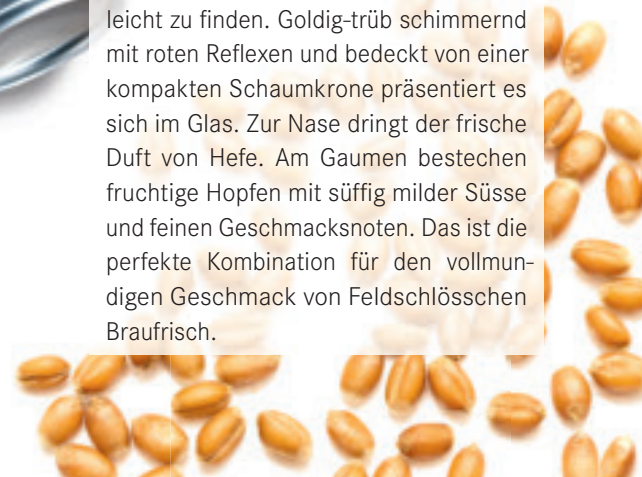 leicht zu finden. Goldig-trüb schimmernd
mit roten Reflexen und bedeckt von einer
kompakten Schaumkrone präsentiert es
sich im Glas. Zur Nase dringt der frische
Duft von Hefe. Am Gaumen bestechen
fruchtige Hopfen mit süffig milder Süsse
und feinen Geschmacksnoten. Das ist die
perfekte Kombination für den vollmun-
digen Geschmack von Feldschlösschen
Braufrisch.